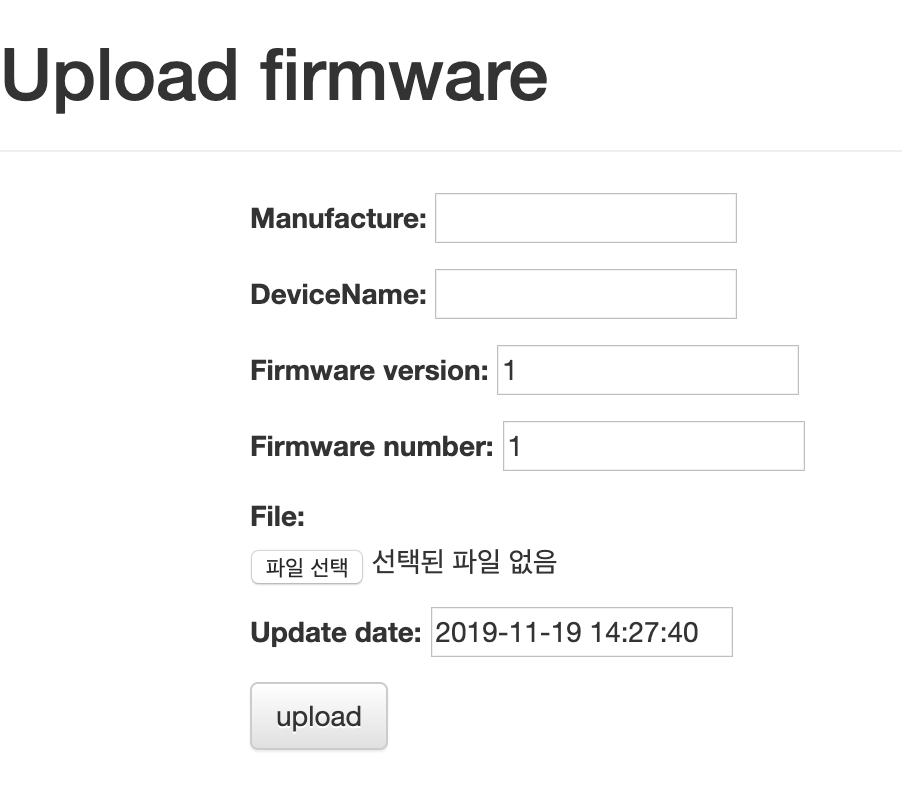 Upload firmware
Manufacture:
DeviceName:
Firmware version: 1
Firmware number: 1
File:
파일 선택 선택된 파일 없음
Update date: 2019-11-19 14:27:40
upload